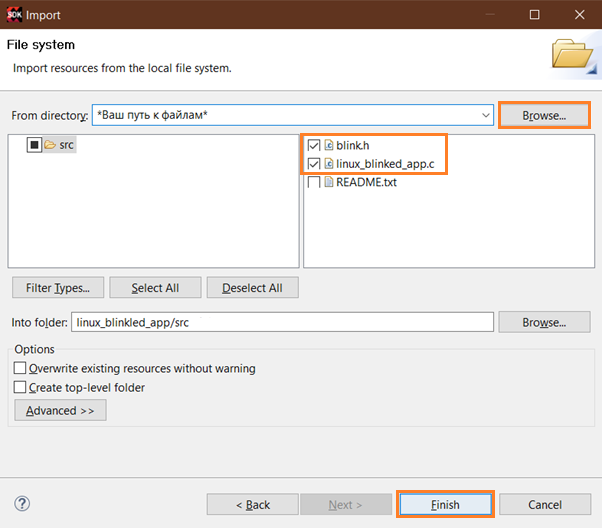 SDK Import
File system
Import resources from the local file system.
From directory: *Ваш путь к файлам* Browse...
src
blink.h
linux_blinked_app.c
README.txt
Filter Types... Select All Deselect All
Into folder: linux_blinkled_app/src Browse...
Options
Overwrite existing resources without warning
Create top-level folder
Advanced >>
? < Back Next > Finish Cancel